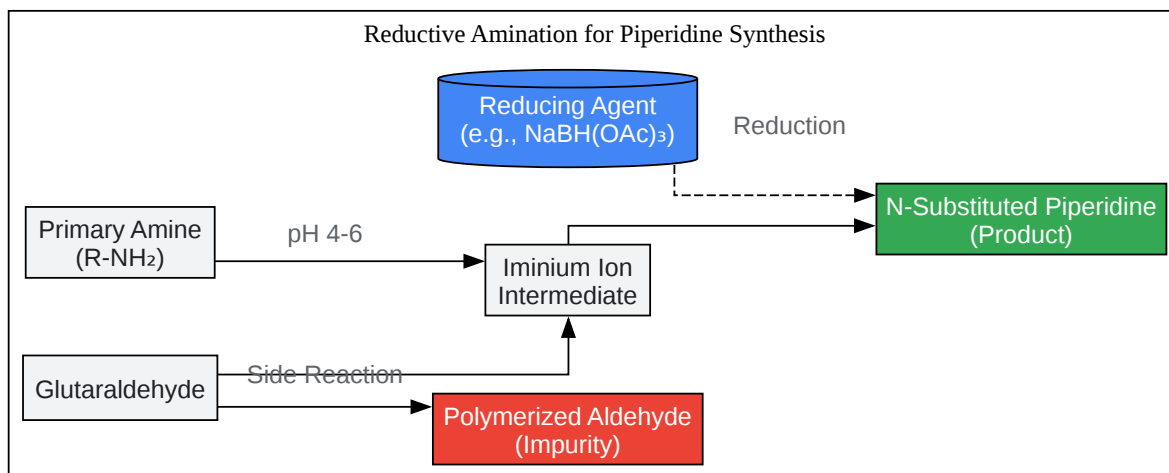 Reductive Amination for Piperidine Synthesis
Reducing Agent
(e.g., NaBH(OAc)₃)
Reduction
N-Substituted Piperidine
(Product)
Primary Amine
(R-NH₂)
pH 4-6
Iminium Ion
Intermediate
Glutaraldehyde
Side Reaction
Polymerized Aldehyde
(Impurity)